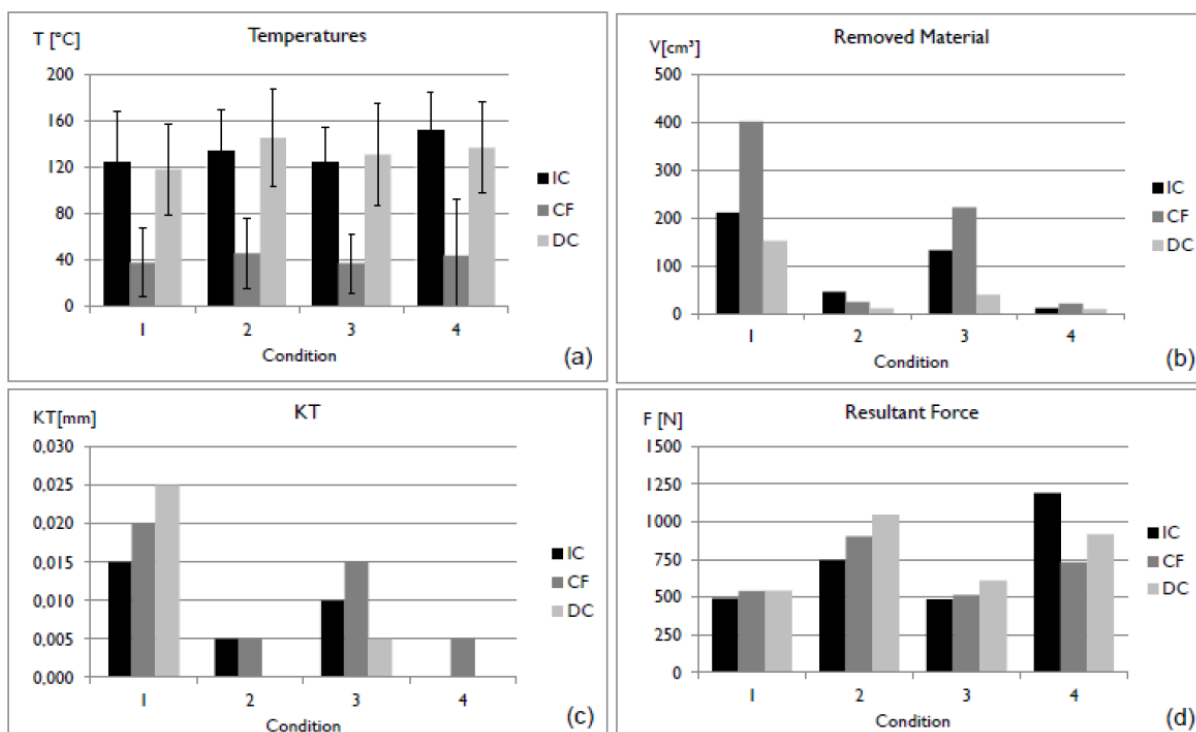 Temperatures
T [°C]
200
160
120
80
40
0
1 2 3 4
Condition
IC
CF
DC
(a)
Removed Material
V[cm³]
500
400
300
200
100
0
1 2 3 4
Condition
IC
CF
DC
(b)
KT
KT[mm]
0,030
0,025
0,020
0,015
0,010
0,005
0,000
1 2 3 4
Condition
IC
CF
DC
(c)
Resultant Force
F [N]
1500
1250
1000
750
500
250
0
1 2 3 4
Condition
IC
CF
DC
(d)